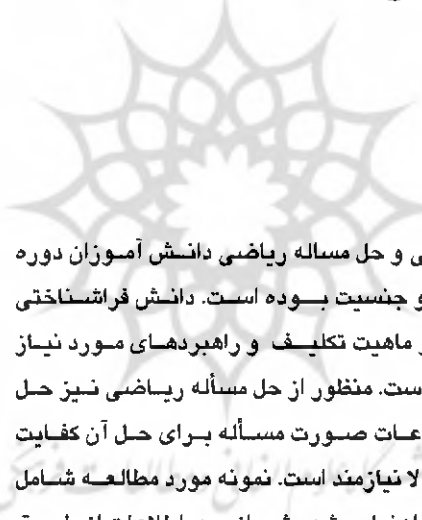 ی و حل مساله ریاضی دانش آموزان دوره
و جنسیت بوده است. دانش فراشناختی
ر ماهیت تکلیف و راهبردهای مورد نیاز
است. منظور از حل مسأله ریاضی نیز حل
عات صورت مسأله برای حل آن کفایت
لا نیازمند است. نمونه مورد مطالعه شامل